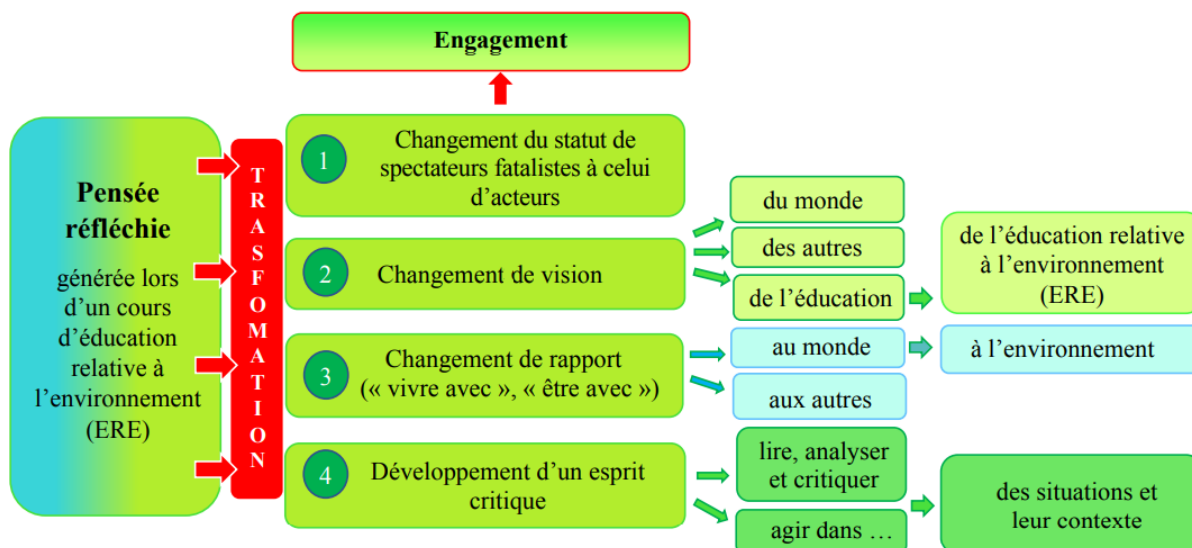 Engagement
Pensée
réfléchie
générée lors
d’un cours
d’éducation
relative à
l’environnement
(ERE)
T
R
A
S
F
O
M
A
T
I
O
N
1
Changement du statut de
spectateurs fatalistes à celui
d’acteurs
2
Changement de vision
du monde
des autres
de l’éducation
de l’éducation relative
à l’environnement
(ERE)
3
Changement de rapport
(« vivre avec », « être avec »)
au monde
à l’environnement
aux autres
4
Développement d’un esprit
critique
lire, analyser
et critiquer
agir dans …
des situations et
leur contexte